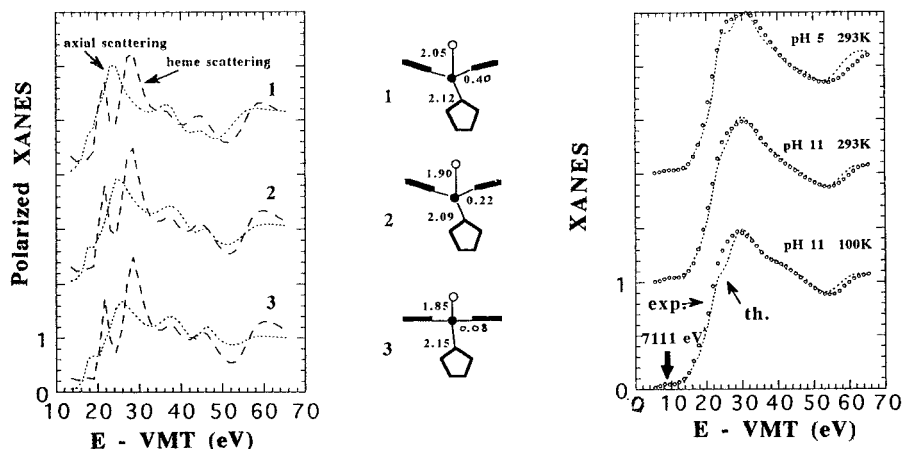 axial scattering
heme scattering
1
2
3
Polarized XANES
1
0
10 20 30 40 50 60 70
E - VMT (eV)
1
2.05
0.40
2.12
2
1.90
0.22
2.09
3
1.85
0.08
2.15
XANES
pH 5 293K
pH 11 293K
pH 11 100K
exp.
th.
7111 eV
1
0
0 10 20 30 40 50 60 70
E - VMT (eV)